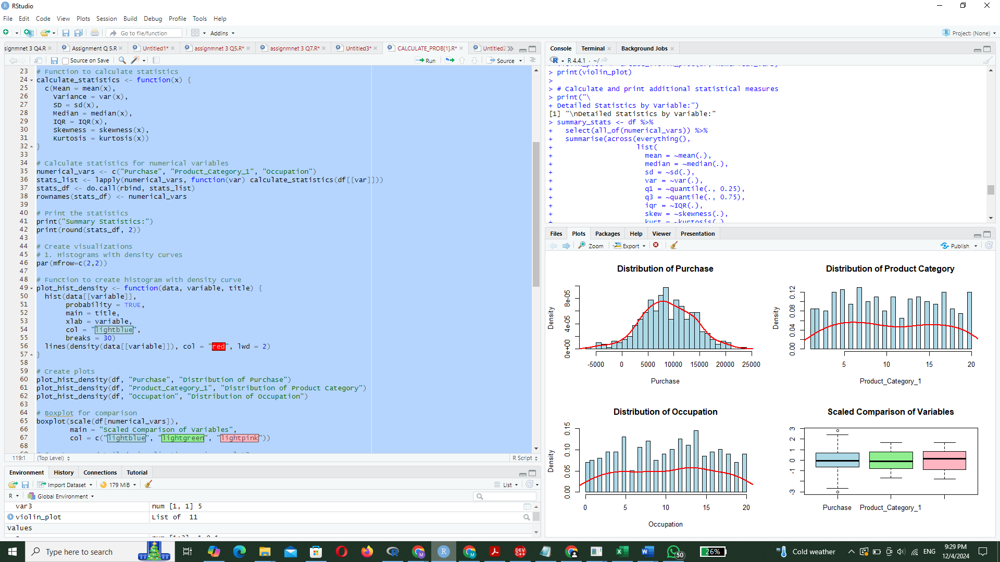 RStudio
File Edit Code View Plots Session Build Debug Profile Tools Help
Go to file/function Addins Project: (None)
signmnet 3 Q4.R Assignment Q 5.R Untitled1* assignmnet 3 Q5.R* assignmnet 3 Q7.R* Untitled3* CALCULATE_PROB[1].R* Untitled2
Source on Save Run Source
23 # Function to calculate statistics
24 calculate_statistics <- function(x) {
25 c(Mean = mean(x),
26 Variance = var(x),
27 SD = sd(x),
28 Median = median(x),
29 IQR = IQR(x),
30 Skewness = skewness(x),
31 Kurtosis = kurtosis(x))
32 }
33
34 # Calculate statistics for numerical variables
35 numerical_vars <- c("Purchase", "Product_Category_1", "Occupation")
36 stats_list <- lapply(numerical_vars, function(var) calculate_statistics(df[[var]]))
37 stats_df <- do.call(rbind, stats_list)
38 rownames(stats_df) <- numerical_vars
39
40 # Print the statistics
41 print("Summary Statistics:")
42 print(round(stats_df, 2))
43
44 # Create visualizations
45 # 1. Histograms with density curves
46 par(mfrow=c(2,2))
47
48 # Function to create histogram with density curve
49 plot_hist_density <- function(data, variable, title) {
50 hist(data[[variable]],
51 probability = TRUE,
52 main = title,
53 xlab = variable,
54 col = "lightblue",
55 breaks = 30)
56 lines(density(data[[variable]]), col = "red", lwd = 2)
57 }
58
59 # Create plots
60 plot_hist_density(df, "Purchase", "Distribution of Purchase")
61 plot_hist_density(df, "Product_Category_1", "Distribution of Product Category")
62 plot_hist_density(df, "Occupation", "Distribution of Occupation")
63
64 # Boxplot for comparison
65 boxplot(scale(df[numerical_vars]),
66 main = "Scaled Comparison of Variables",
67 col = c("lightblue", "lightgreen", "lightpink"))
68
119:1 (Top Level) R Script
Environment History Connections Tutorial
Import Dataset 179 MiB List
R Global Environment
var3 num [1, 1] 5
violin_plot List of 11
Values
Console Terminal Background Jobs
R 4.4.1 · ~/
> print(violin_plot)
>
> # Calculate and print additional statistical measures
> print("\
+ Detailed Statistics by Variable:")
[1] "\nDetailed Statistics by Variable:"
> summary_stats <- df %>%
+ select(all_of(numerical_vars)) %>%
+ summarise(across(everything(),
+ list(
+ mean = ~mean(.),
+ median = ~median(.),
+ sd = ~sd(.),
+ var = ~var(.),
+ q1 = ~quantile(., 0.25),
+ q3 = ~quantile(., 0.75),
+ iqr = ~IQR(.),
+ skew = ~skewness(.),
+ kurt = ~kurtosis(.)
Files Plots Packages Help Viewer Presentation
Zoom Export Publish
Distribution of Purchase
Density
0e+00 4e-05 8e-05
-5000 0 5000 10000 15000 20000 25000
Purchase
Distribution of Product Category
Density
0.00 0.04 0.08 0.12
5 10 15 20
Product_Category_1
Distribution of Occupation
Density
0.00 0.05 0.10 0.15
0 5 10 15 20
Occupation
Scaled Comparison of Variables
-3 -1 0 1 2 3
Purchase Product_Category_1
Type here to search
DEV C++
50
26%
Cold weather
ENG
9:29 PM
12/4/2024